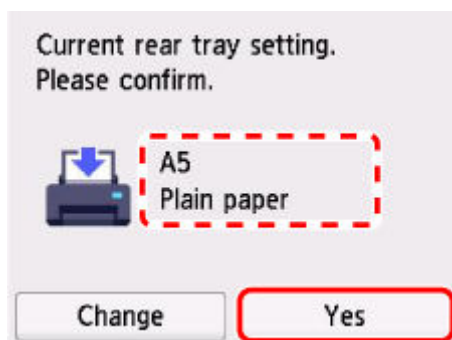 Current rear tray setting.
Please confirm.
A5
Plain paper
Change
Yes